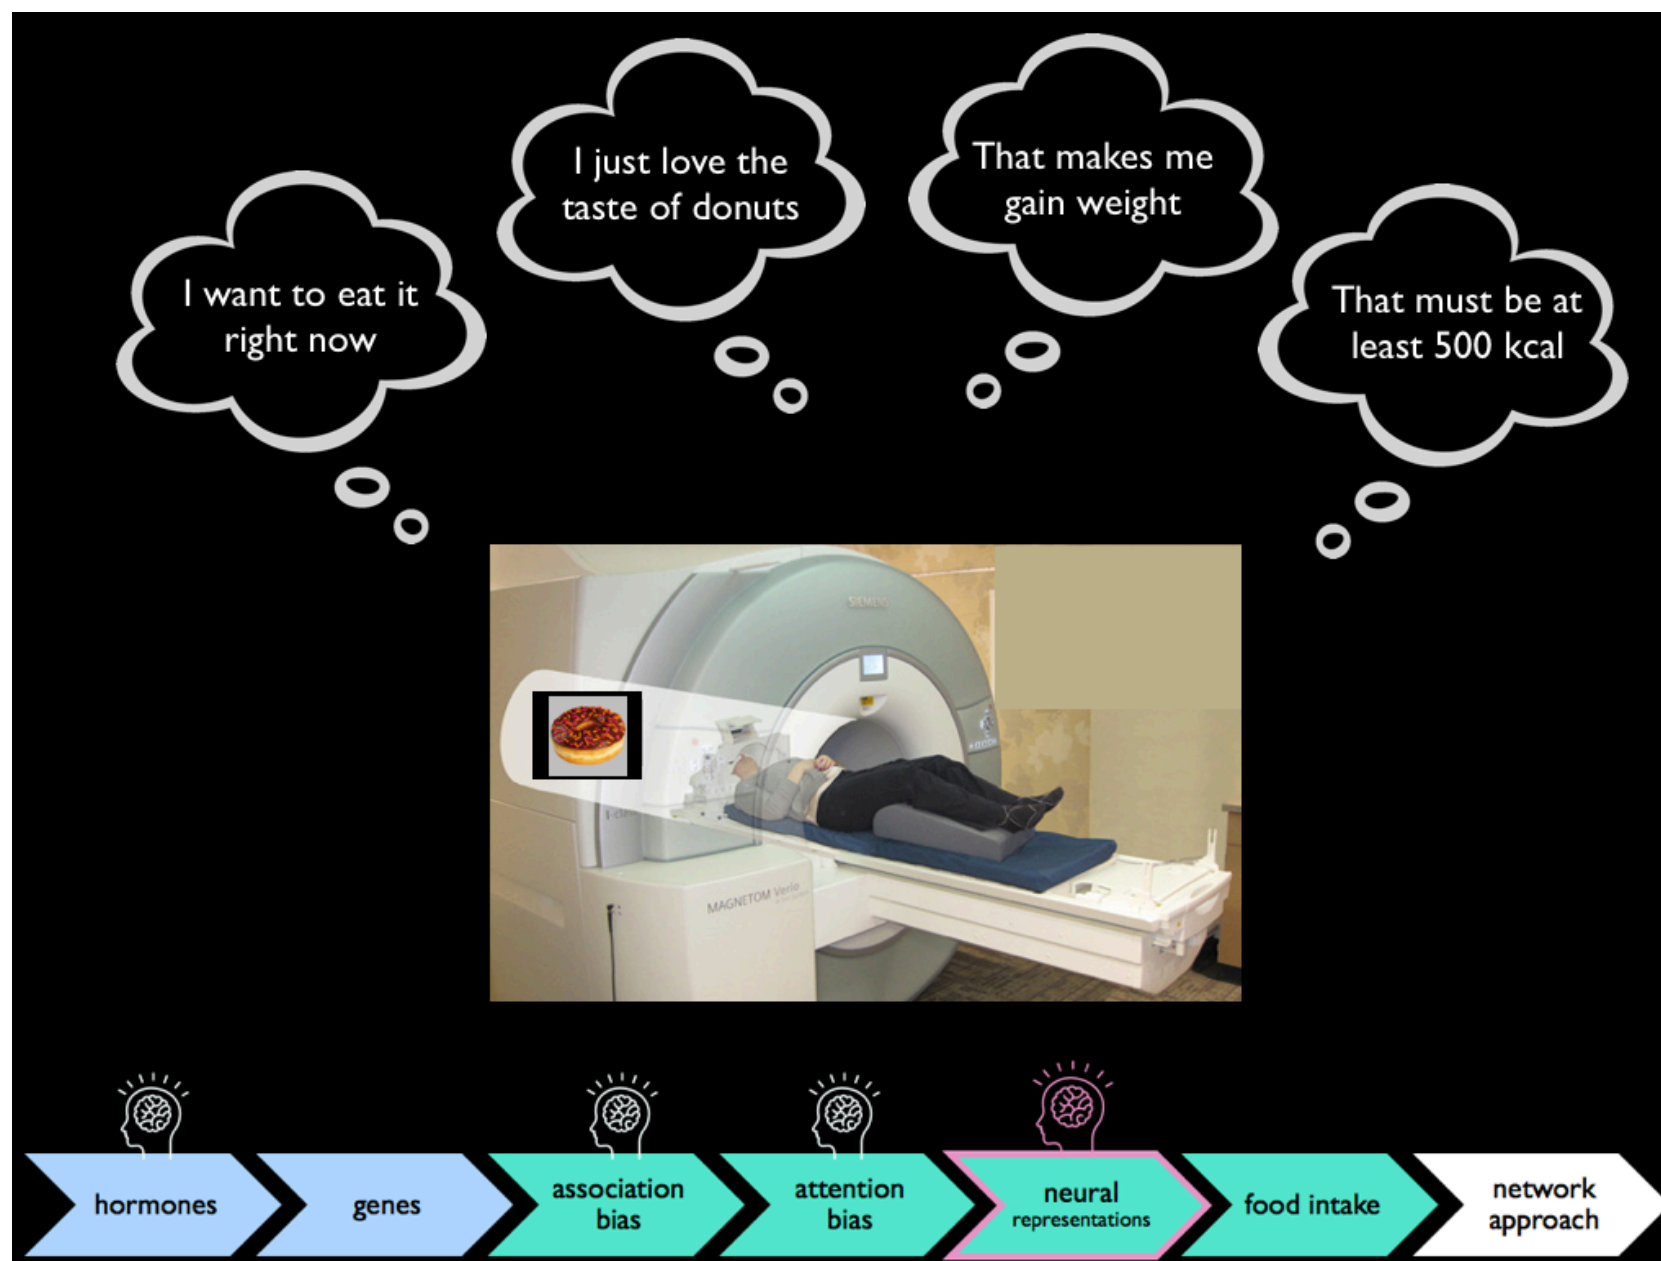 I just love the
taste of donuts
That makes me
gain weight
I want to eat it
right now
That must be at
least 500 kcal
SIEMENS
MAGNETOM Verio
hormones
genes
association
bias
attention
bias
neural
representations
food intake
network
approach